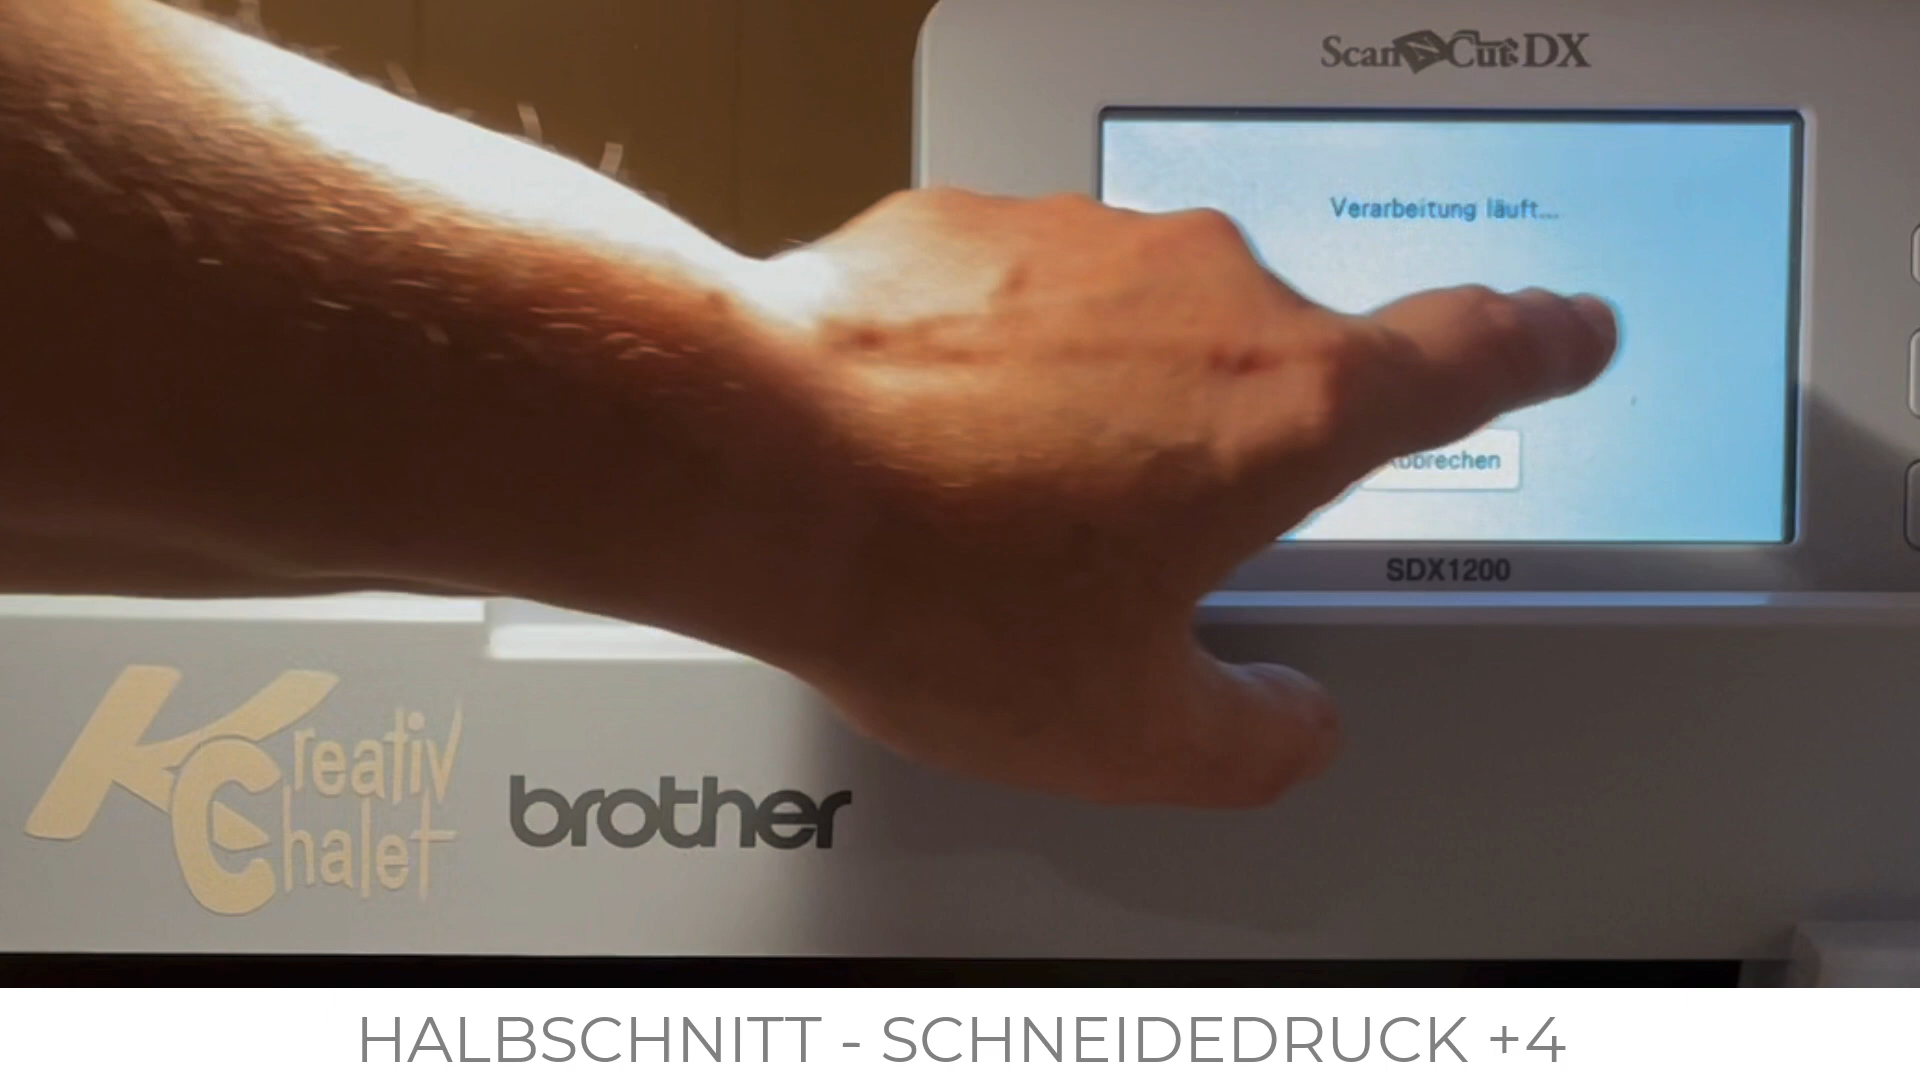 ScanNCut DX
Verarbeitung läuft...
Abbrechen
SDX1200
Kreativ
Chalet
brother
HALBSCHNITT - SCHNEIDEDRUCK +4